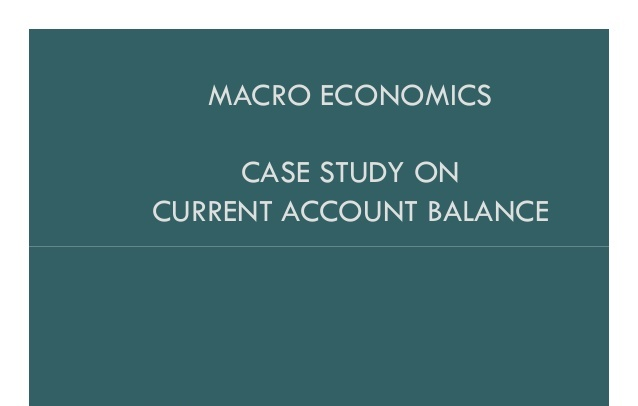 MACRO ECONOMICS
CASE STUDY ON
CURRENT ACCOUNT BALANCE